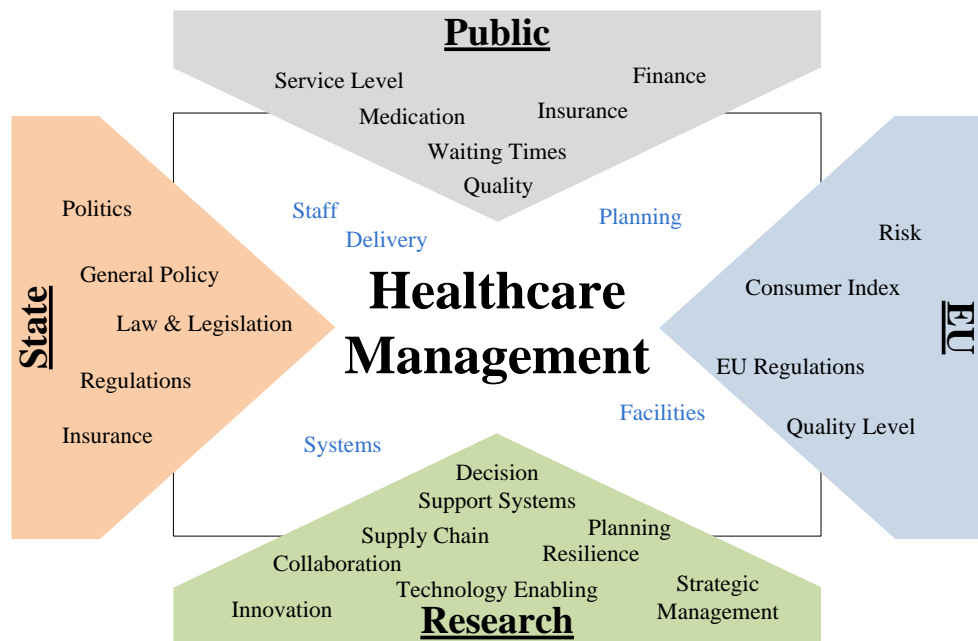 Public
Service Level
Finance
Medication
Insurance
Waiting Times
Quality
State
Politics
General Policy
Law & Legislation
Regulations
Insurance
Staff
Delivery
Planning
Healthcare
Management
Systems
Facilities
EU
Risk
Consumer Index
EU Regulations
Quality Level
Decision
Support Systems
Supply Chain
Planning
Resilience
Collaboration
Technology Enabling
Innovation
Strategic
Management
Research